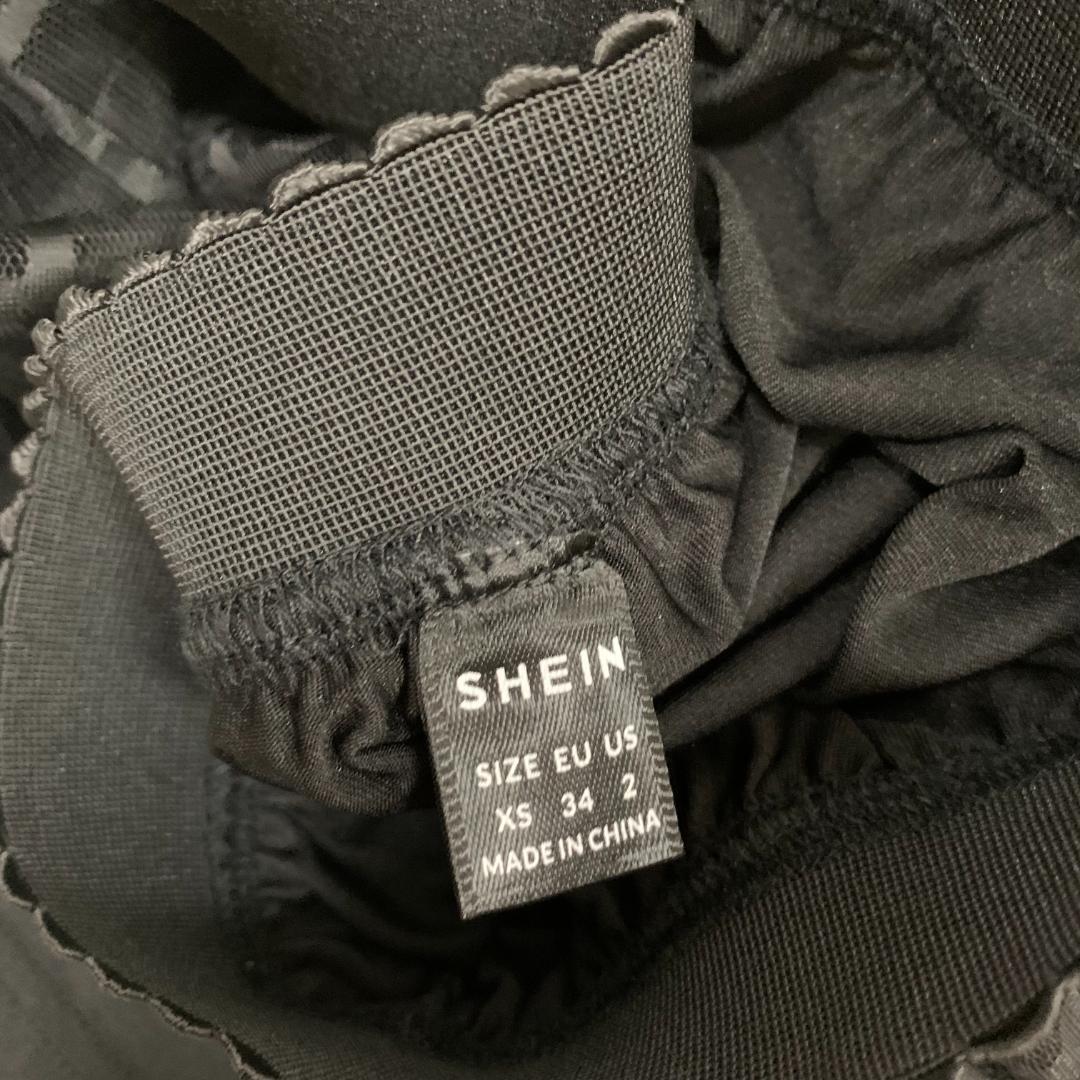 SHEIN
SIZE EU US
XS 34 2
MADE IN CHINA